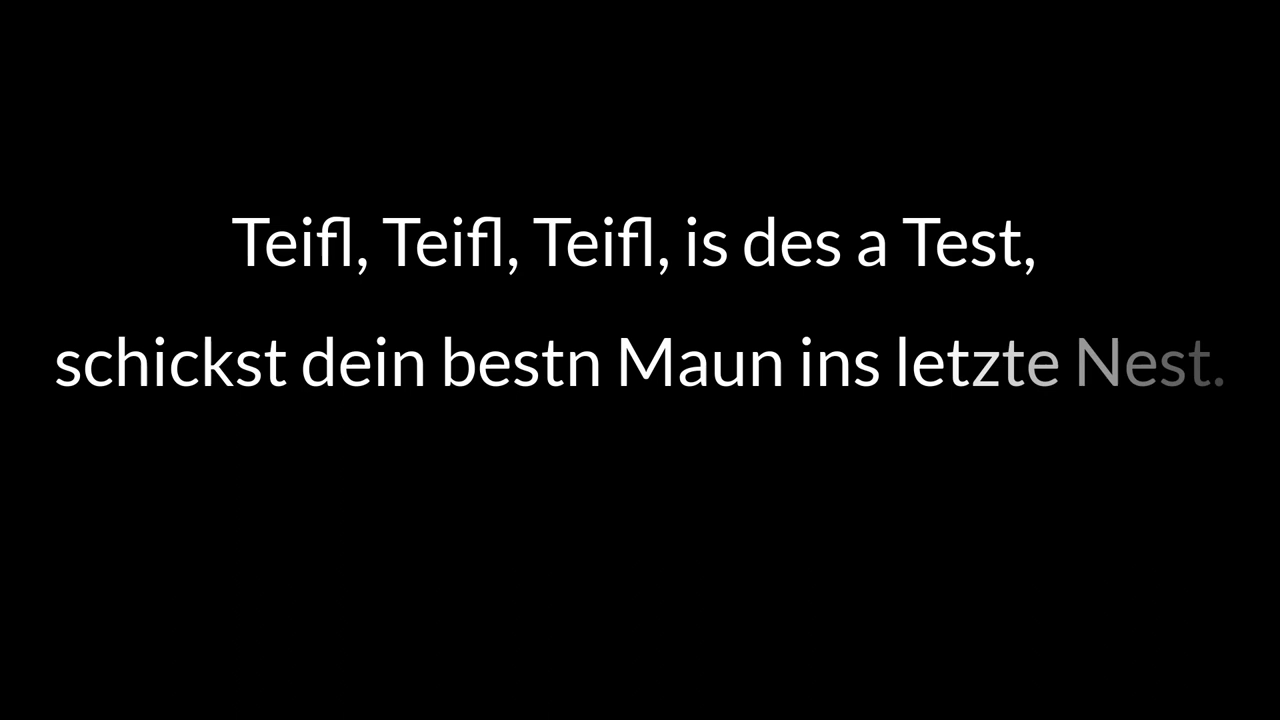 Teifl, Teifl, Teifl, is des a Test,
schickst dein bestn Maun ins letzte Nest.